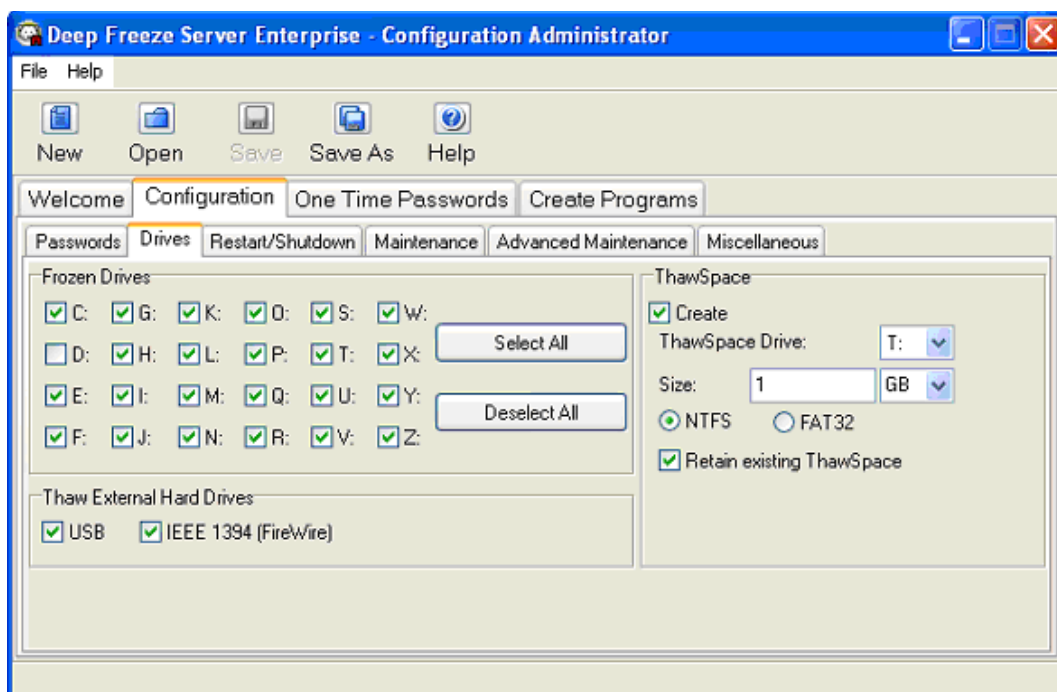 Deep Freeze Server Enterprise - Configuration Administrator
File Help
New Open Save Save As Help
Welcome Configuration One Time Passwords Create Programs
Passwords Drives Restart/Shutdown Maintenance Advanced Maintenance Miscellaneous
Frozen Drives
C: G: K: O: S: W:
D: H: L: P: T: X:
E: I: M: Q: U: Y:
F: J: N: R: V: Z:
Select All
Deselect All
Thaw External Hard Drives
USB IEEE 1394 (FireWire)
ThawSpace
Create
ThawSpace Drive: T:
Size: 1 GB
NTFS FAT32
Retain existing ThawSpace